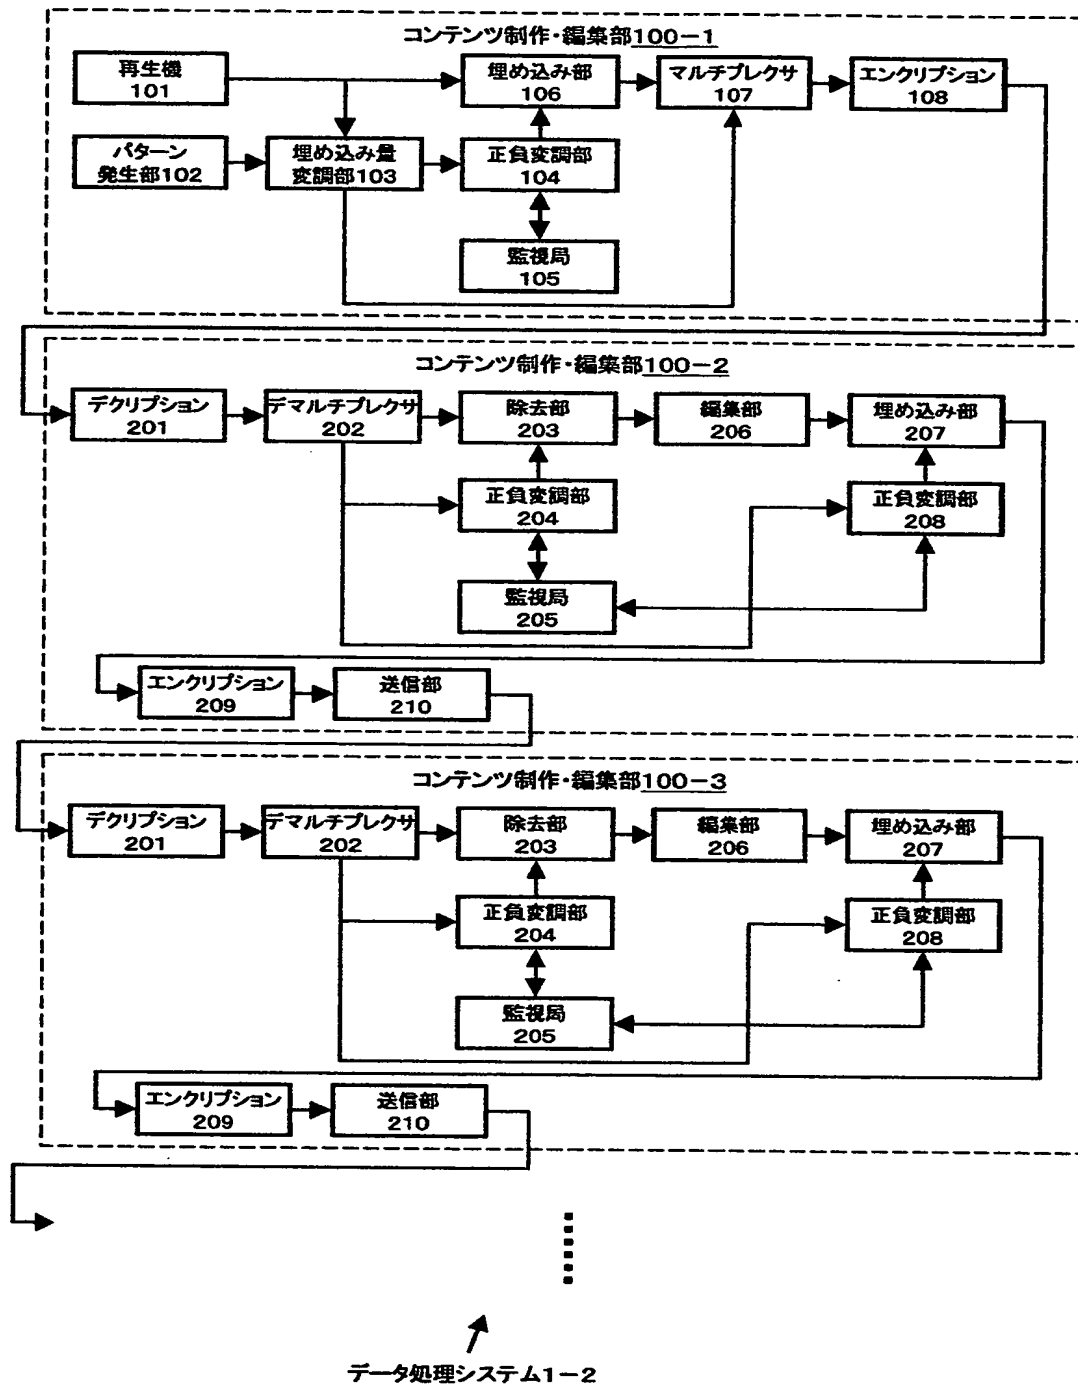 コンテンツ制作・編集部100-1
再生機
101
埋め込み部
106
マルチプレクサ
107
エンクリプション
108
パターン
発生部102
埋め込み量
変調部103
正負変調部
104
監視局
105
コンテンツ制作・編集部100-2
デクリプション
201
デマルチプレクサ
202
除去部
203
編集部
206
埋め込み部
207
正負変調部
204
正負変調部
208
監視局
205
エンクリプション
209
送信部
210
コンテンツ制作・編集部100-3
デクリプション
201
デマルチプレクサ
202
除去部
203
編集部
206
埋め込み部
207
正負変調部
204
正負変調部
208
監視局
205
エンクリプション
209
送信部
210
データ処理システム1-2